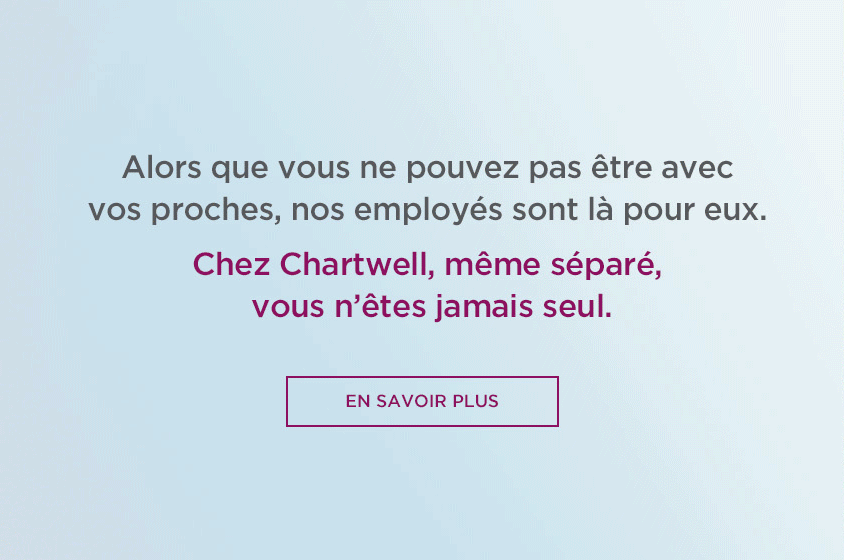 Alors que vous ne pouvez pas être avec
vos proches, nos employés sont là pour eux.
Chez Chartwell, même séparé,
vous n’êtes jamais seul.
EN SAVOIR PLUS